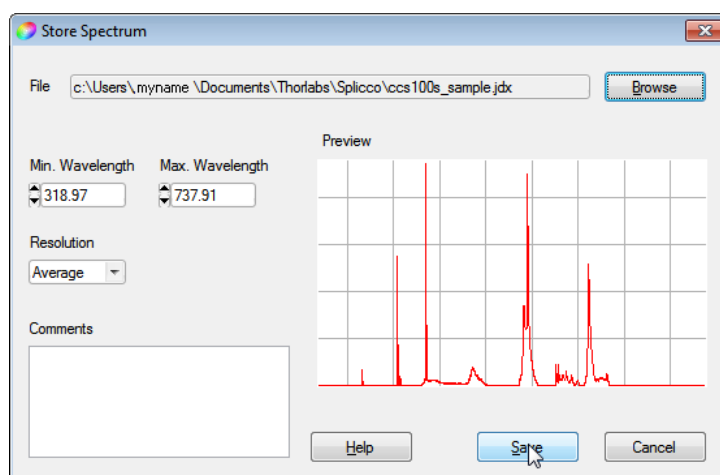 Store Spectrum
File c:\Users\,myname \Documents\Thorlabs\Splicco\ccs100s_sample.jdx Browse
Preview
Min. Wavelength Max. Wavelength
318.97 737.91
Resolution
Average
Comments
Help Save Cancel